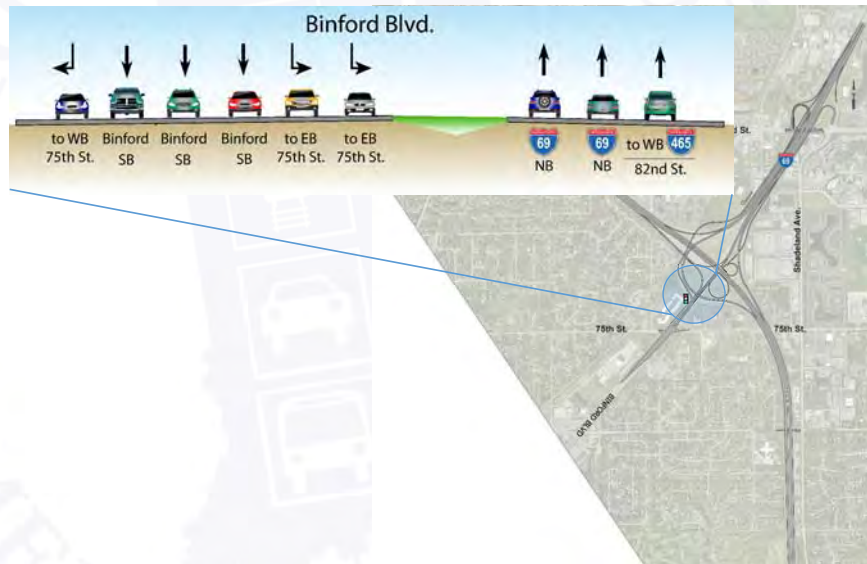 Binford Blvd.
to WB Binford Binford Binford to EB to EB
75th St. SB SB SB 75th St. 75th St.
69 69 to WB 465
NB NB 82nd St.
d St.
69
Shadeland Ave.
75th St. 75th St.
BINFORD BLVD